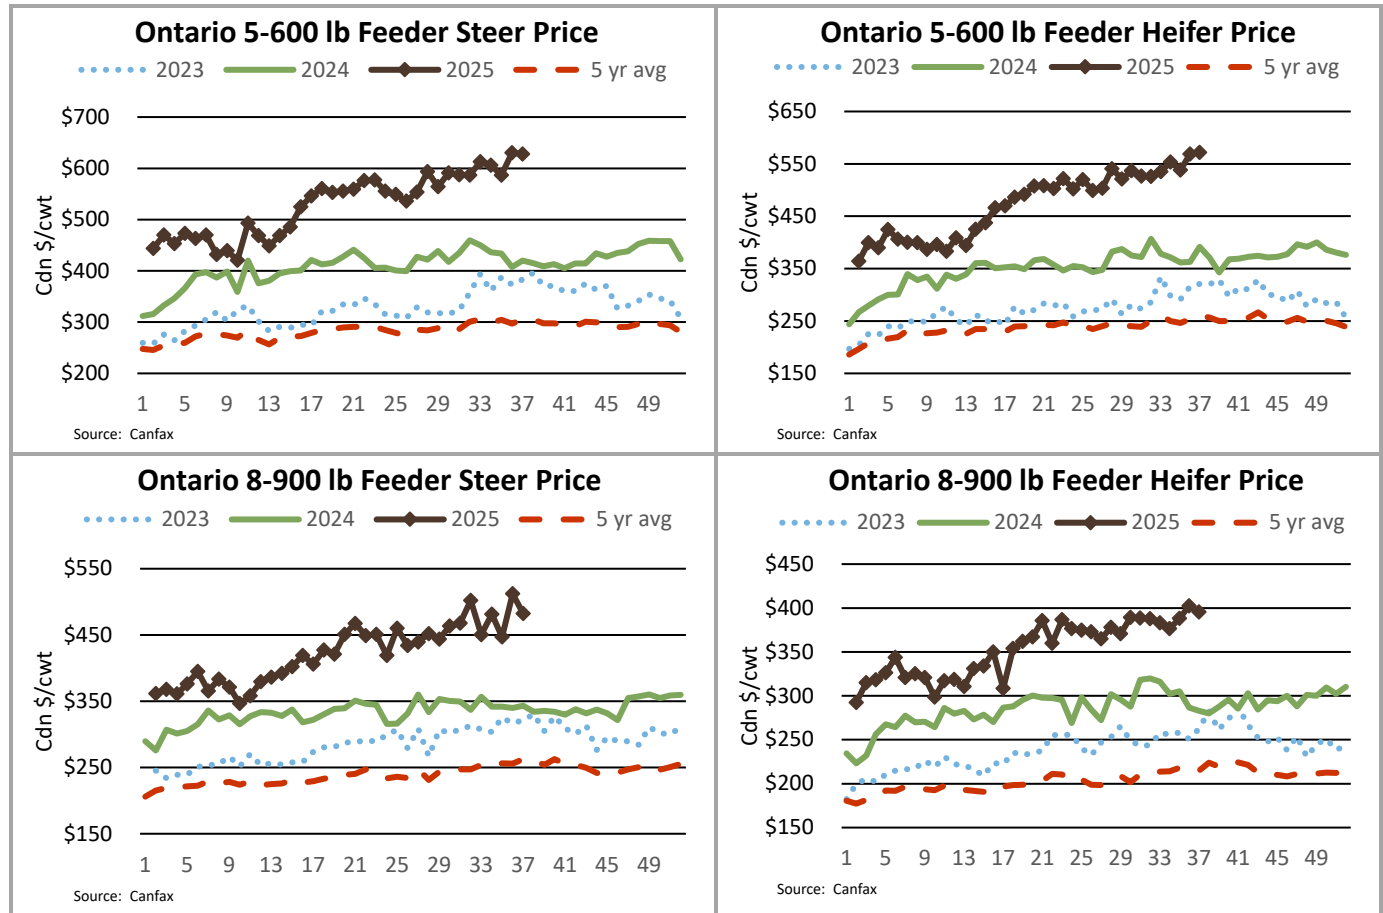 Ontario 5-600 lb Feeder Steer Price
2023 2024 2025 5 yr avg
Cdn $/cwt
$700
$600
$500
$400
$300
$200
1 5 9 13 17 21 25 29 33 37 41 45 49
Source: Canfax
Ontario 5-600 lb Feeder Heifer Price
2023 2024 2025 5 yr avg
Cdn $/cwt
$650
$550
$450
$350
$250
$150
1 5 9 13 17 21 25 29 33 37 41 45 49
Source: Canfax
Ontario 8-900 lb Feeder Steer Price
2023 2024 2025 5 yr avg
Cdn $/cwt
$550
$450
$350
$250
$150
1 5 9 13 17 21 25 29 33 37 41 45 49
Source: Canfax
Ontario 8-900 lb Feeder Heifer Price
2023 2024 2025 5 yr avg
Cdn $/cwt
$450
$400
$350
$300
$250
$200
$150
1 5 9 13 17 21 25 29 33 37 41 45 49
Source: Canfax